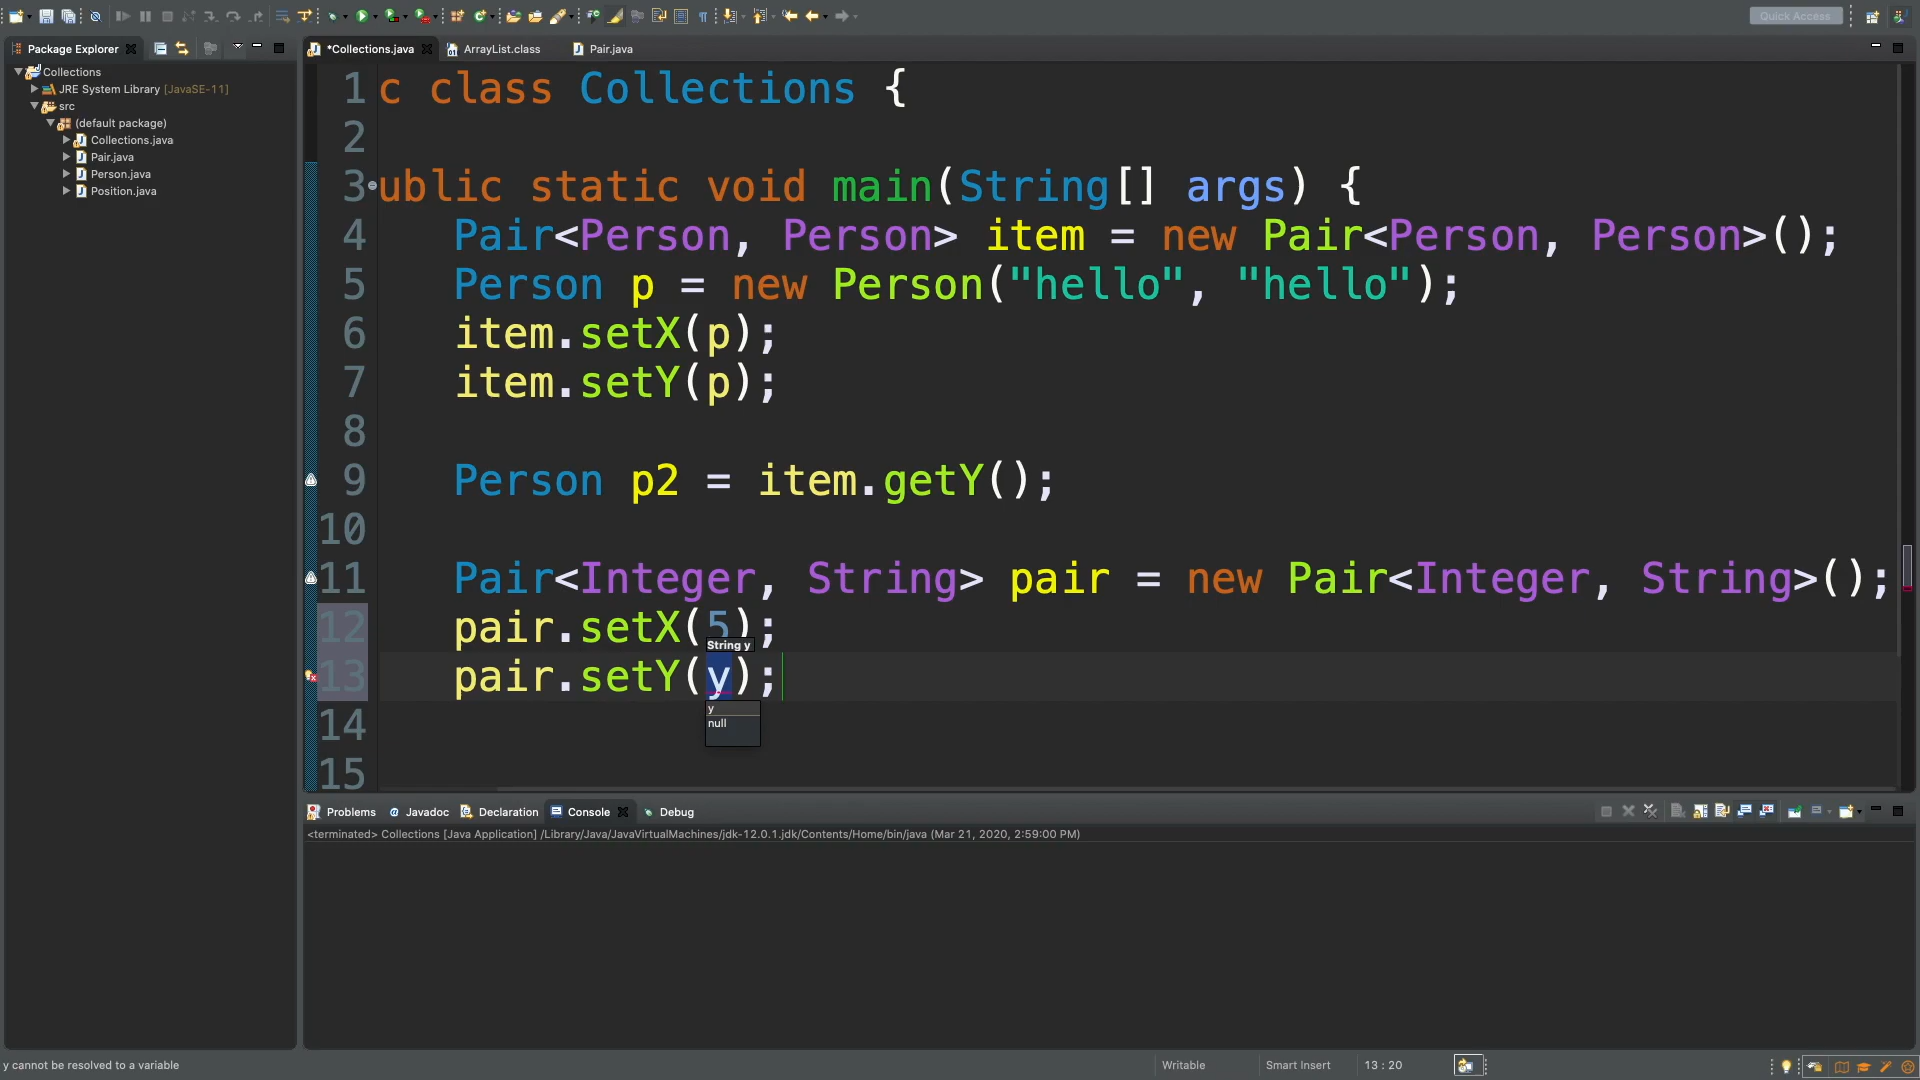 Quick Access
Package Explorer
*Collections.java
ArrayList.class
Pair.java
Collections
JRE System Library [JavaSE-11]
src
(default package)
Collections.java
Pair.java
Person.java
Position.java
1 c class Collections {
2
3 ublic static void main(String[] args) {
4 Pair<Person, Person> item = new Pair<Person, Person>();
5 Person p = new Person("hello", "hello");
6 item.setX(p);
7 item.setY(p);
8
9 Person p2 = item.getY();
10
11 Pair<Integer, String> pair = new Pair<Integer, String>();
12 pair.setX(5);
String y
13 pair.setY(y);
y
null
14
15
Problems
@ Javadoc
Declaration
Console
Debug
<terminated> Collections [Java Application] /Library/Java/JavaVirtualMachines/jdk-12.0.1.jdk/Contents/Home/bin/java (Mar 21, 2020, 2:59:00 PM)
y cannot be resolved to a variable
Writable
Smart Insert
13 : 20